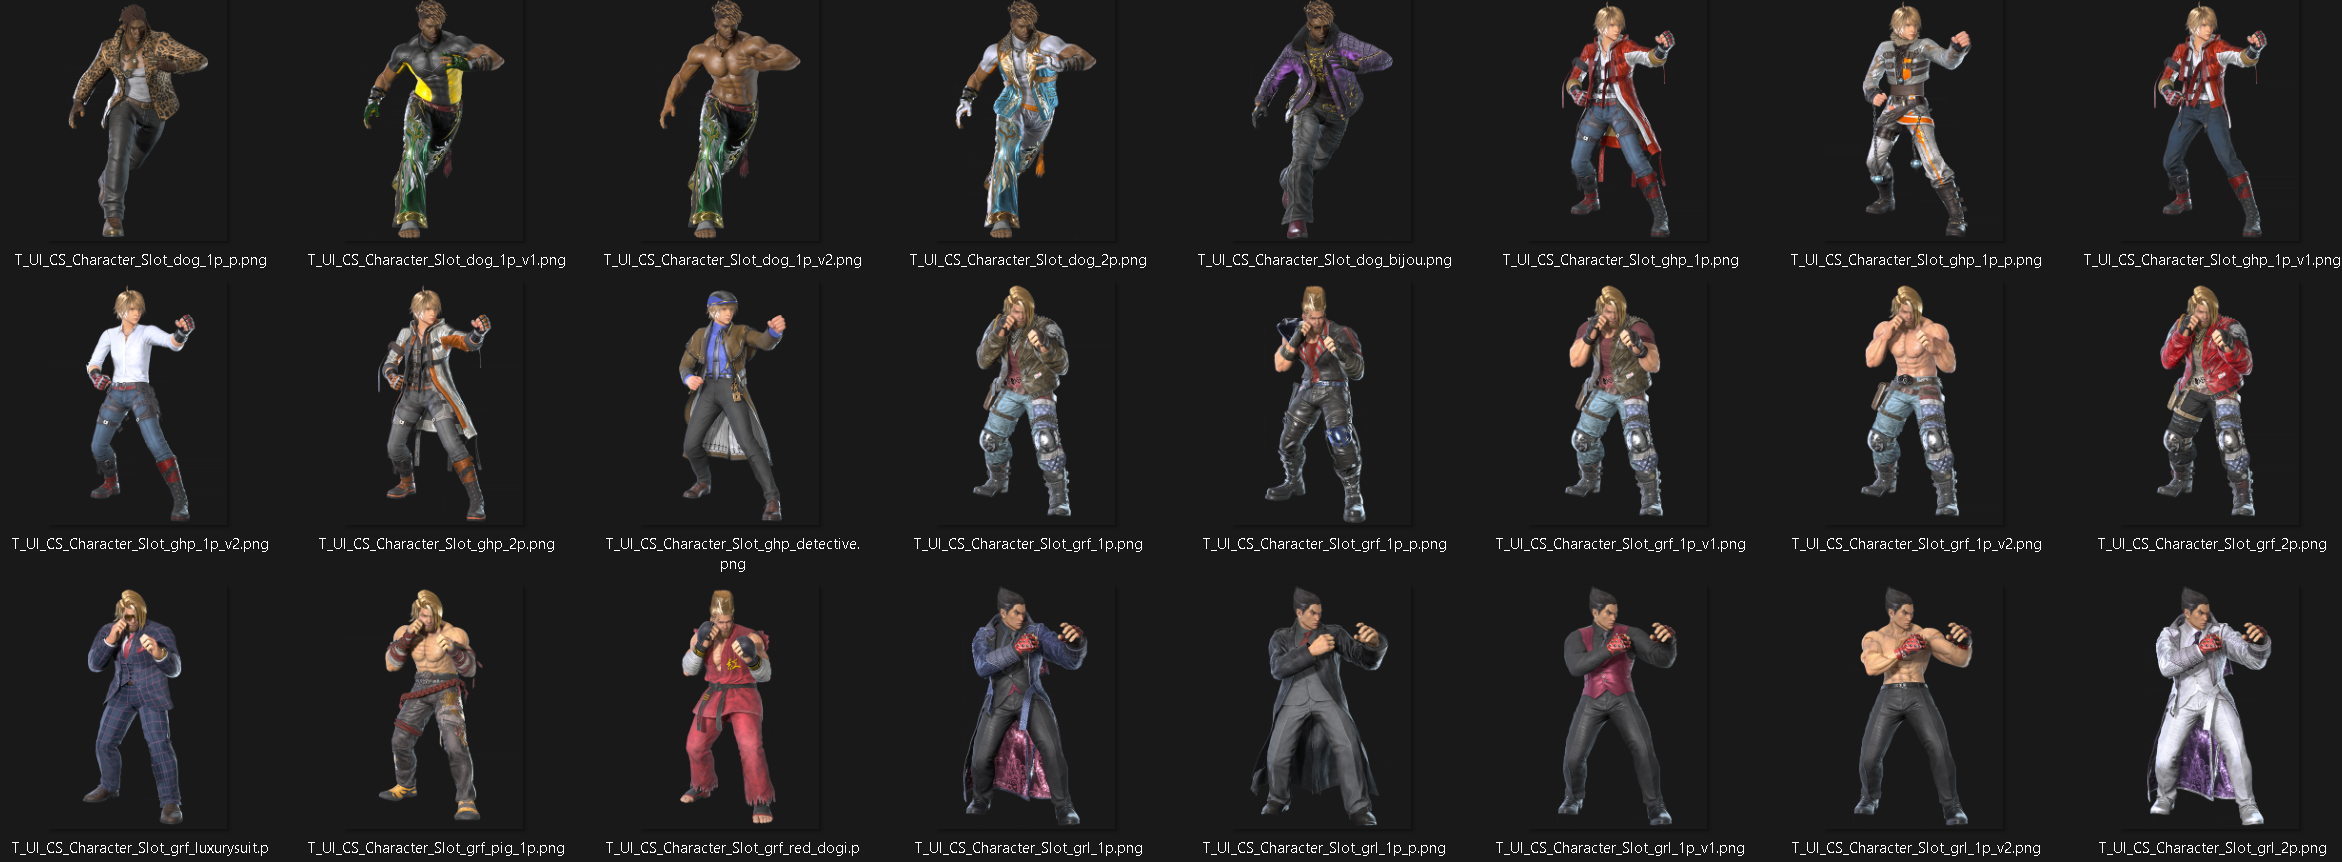 T_UI_CS_Character_Slot_dog_1p_p.png
T_UI_CS_Character_Slot_dog_1p_v1.png
T_UI_CS_Character_Slot_dog_1p_v2.png
T_UI_CS_Character_Slot_dog_2p.png
T_UI_CS_Character_Slot_dog_bijou.png
T_UI_CS_Character_Slot_ghp_1p.png
T_UI_CS_Character_Slot_ghp_1p_p.png
T_UI_CS_Character_Slot_ghp_1p_v1.png
T_UI_CS_Character_Slot_ghp_1p_v2.png
T_UI_CS_Character_Slot_ghp_2p.png
T_UI_CS_Character_Slot_ghp_detective.
png
T_UI_CS_Character_Slot_grf_1p.png
T_UI_CS_Character_Slot_grf_1p_p.png
T_UI_CS_Character_Slot_grf_1p_v1.png
T_UI_CS_Character_Slot_grf_1p_v2.png
T_UI_CS_Character_Slot_grf_2p.png
T_UI_CS_Character_Slot_grf_luxurysuit.p
T_UI_CS_Character_Slot_grf_pig_1p.png
T_UI_CS_Character_Slot_grf_red_dogi.p
T_UI_CS_Character_Slot_grl_1p.png
T_UI_CS_Character_Slot_grl_1p_p.png
T_UI_CS_Character_Slot_grl_1p_v1.png
T_UI_CS_Character_Slot_grl_1p_v2.png
T_UI_CS_Character_Slot_grl_2p.png